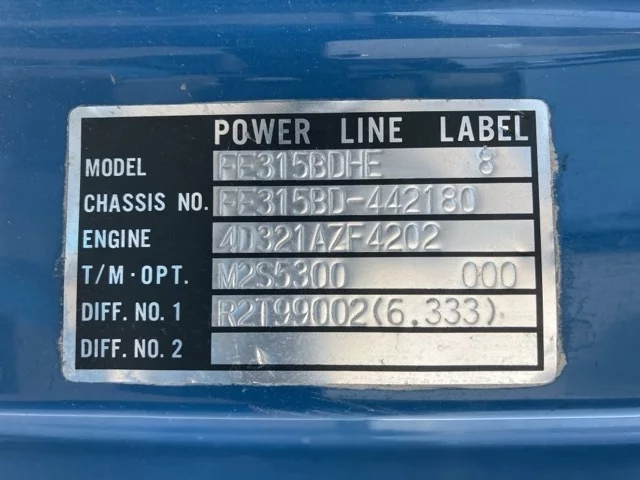 POWER LINE LABEL
MODEL FE315BDHE 8
CHASSIS NO. FE315BD-442180
ENGINE 4D321AZF4202
T/M·OPT. M2S5300 000
DIFF. NO. 1 R2T99002(6.333)
DIFF. NO. 2